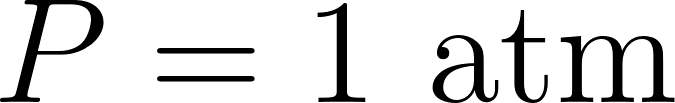 P = 1 atm